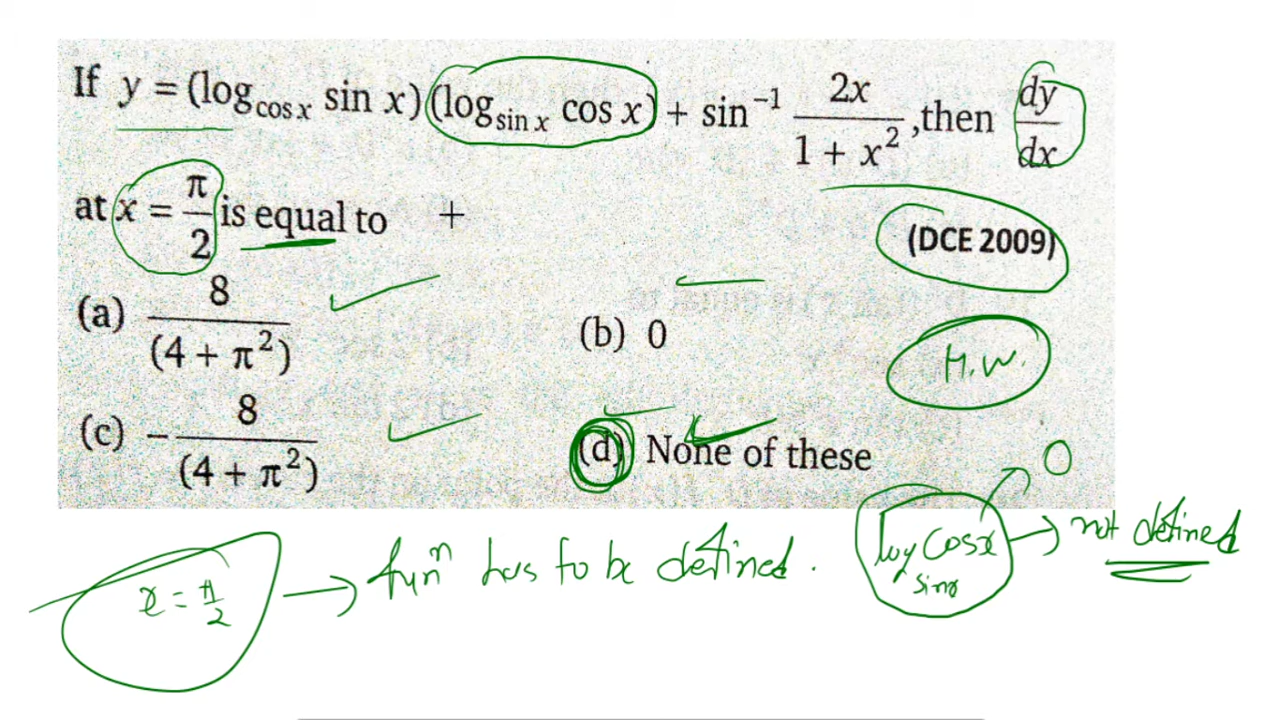 If y = (log_cos x sin x)(log_sin x cos x) + sin⁻¹ 2x/(1 + x²), then dy/dx
at x = π/2 is equal to +
(DCE 2009)
(a) 8/(4 + π²) (b) 0
H.W.
(c) −8/(4 + π²) (d) None of these
0
x = π/2 → funⁿ has to be defined. log_sinx cosx → not defined